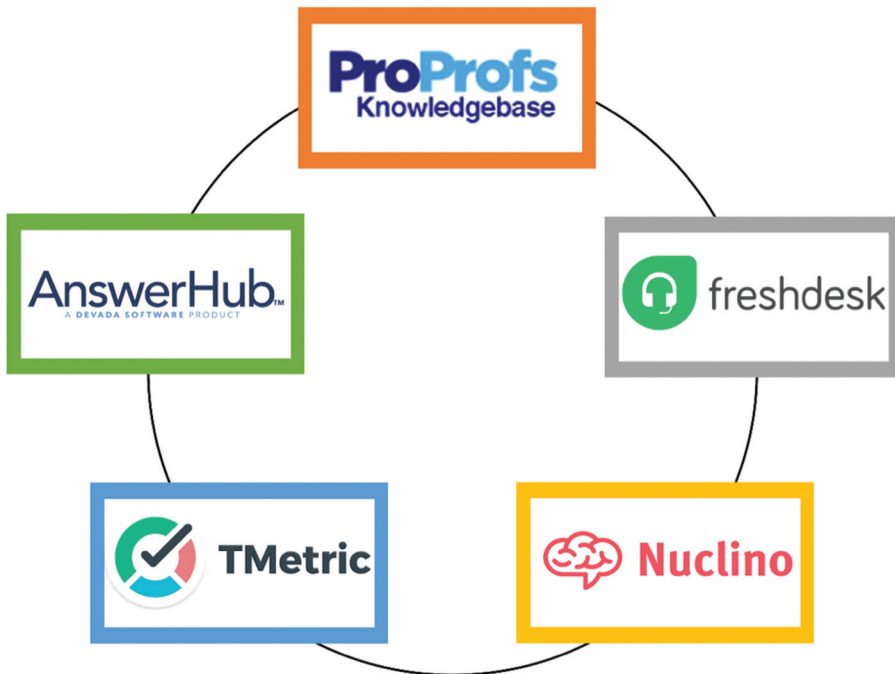 ProProfs
Knowledgebase
AnswerHub™
A DEVADA SOFTWARE PRODUCT
freshdesk
TMetric
Nuclino